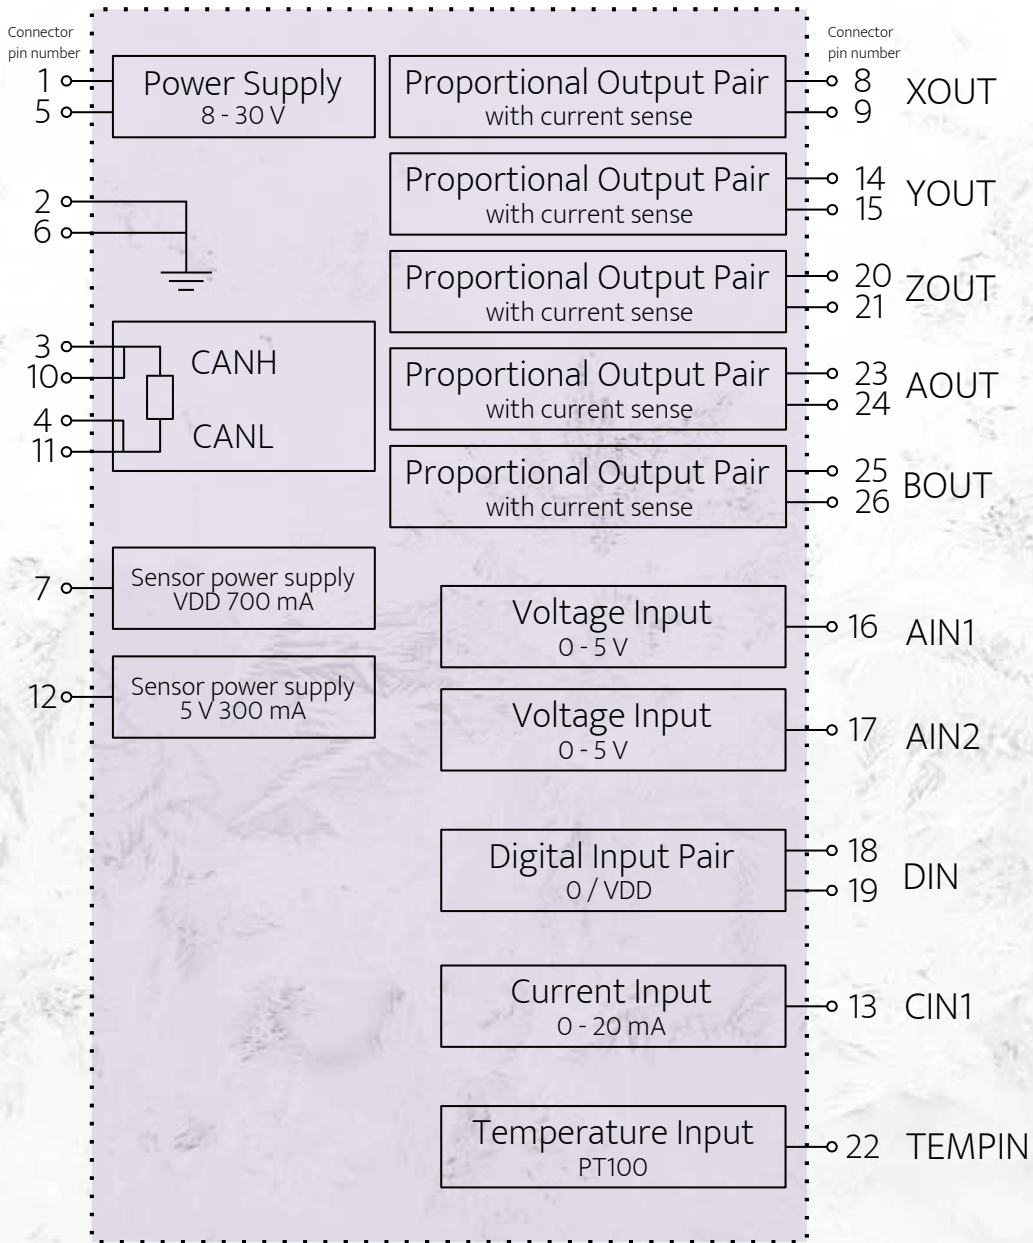 Connector
pin number
1
5
Power Supply
8 - 30 V
2
6
3
10
4
11
CANH
CANL
7
Sensor power supply
VDD 700 mA
12
Sensor power supply
5 V 300 mA
Connector
pin number
Proportional Output Pair
with current sense
8
9
XOUT
Proportional Output Pair
with current sense
14
15
YOUT
Proportional Output Pair
with current sense
20
21
ZOUT
Proportional Output Pair
with current sense
23
24
AOUT
Proportional Output Pair
with current sense
25
26
BOUT
Voltage Input
0 - 5 V
16
AIN1
Voltage Input
0 - 5 V
17
AIN2
Digital Input Pair
0 / VDD
18
19
DIN
Current Input
0 - 20 mA
13
CIN1
Temperature Input
PT100
22
TEMPIN